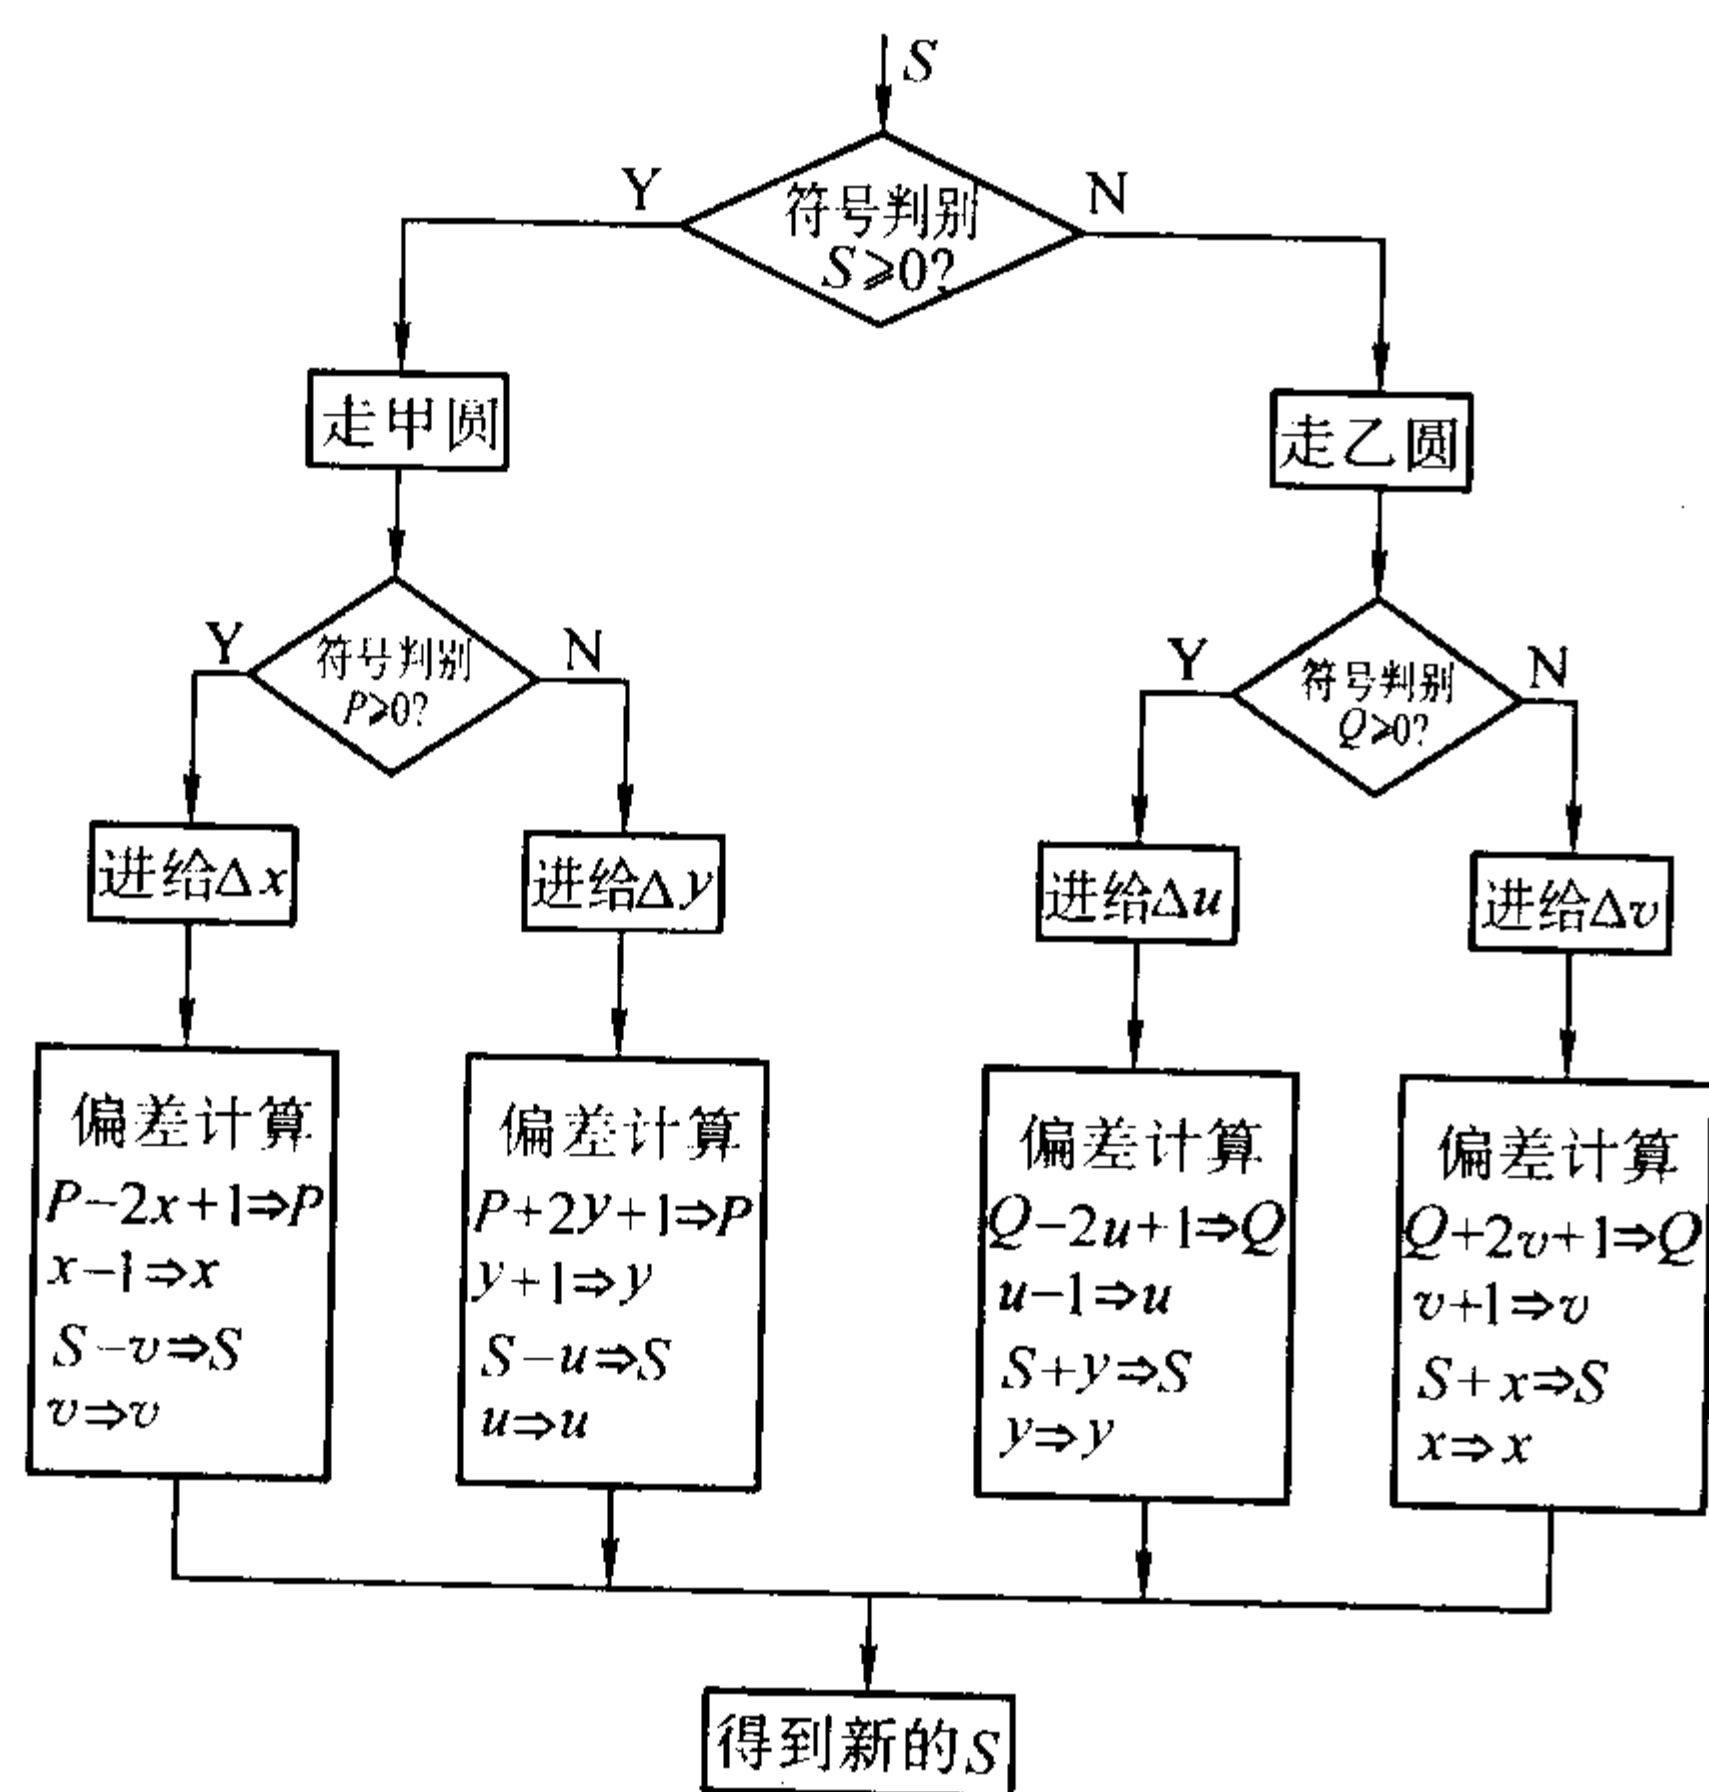 S
Y
N
符号判别
S⩾0?
走甲圆
走乙圆
Y
N
符号判别
P⩾0?
Y
N
符号判别
Q⩾0?
进给Δx
进给Δy
进给Δu
进给Δv
偏差计算
P−2x+1⇒P
x−1⇒x
S−v⇒S
v⇒v
偏差计算
P+2y+1⇒P
y+1⇒y
S−u⇒S
u⇒u
偏差计算
Q−2u+1⇒Q
u−1⇒u
S+y⇒S
y⇒y
偏差计算
Q+2v+1⇒Q
v+1⇒v
S+x⇒S
x⇒x
得到新的S